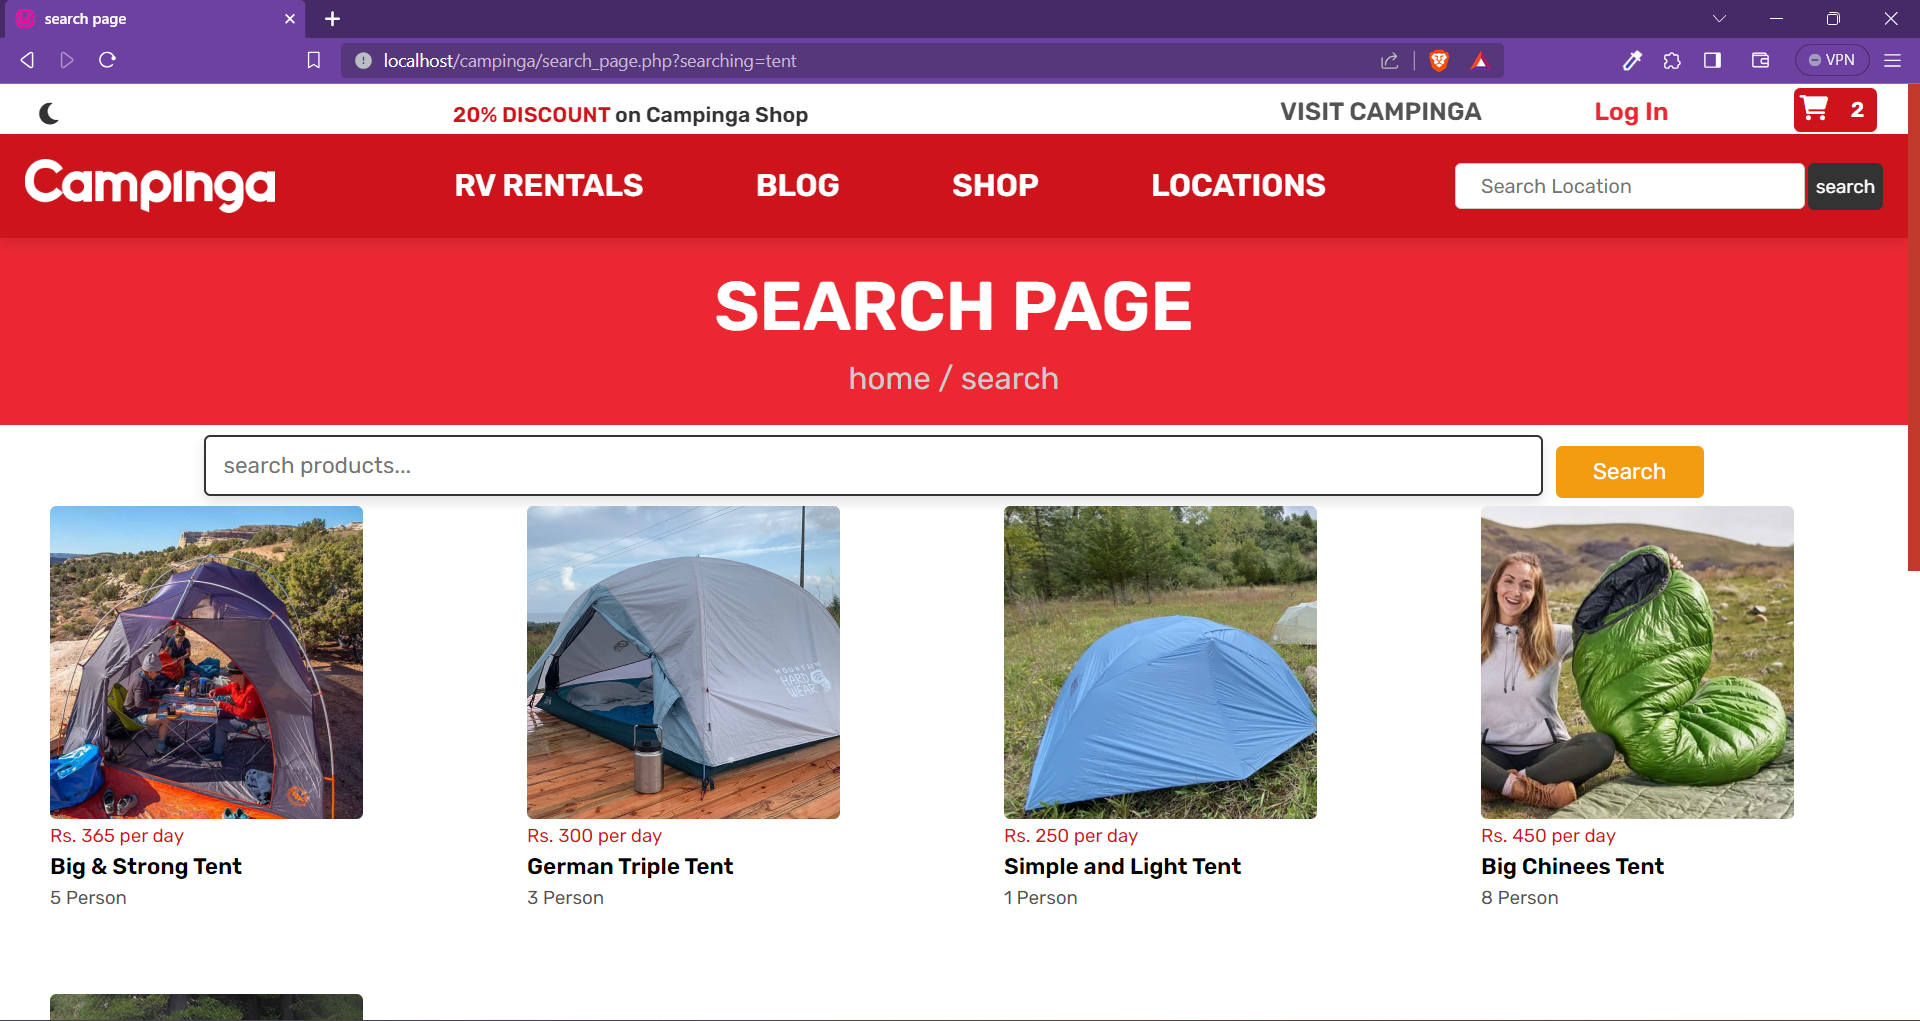 search page
localhost/campinga/search_page.php?searching=tent
VPN
20% DISCOUNT on Campinga Shop
VISIT CAMPINGA
Log In
2
Campinga
RV RENTALS
BLOG
SHOP
LOCATIONS
Search Location
search
SEARCH PAGE
home / search
search products...
Search
MOUNTAIN
HARD
WEAR
Rs. 365 per day
Big & Strong Tent
5 Person
Rs. 300 per day
German Triple Tent
3 Person
Rs. 250 per day
Simple and Light Tent
1 Person
Rs. 450 per day
Big Chinees Tent
8 Person